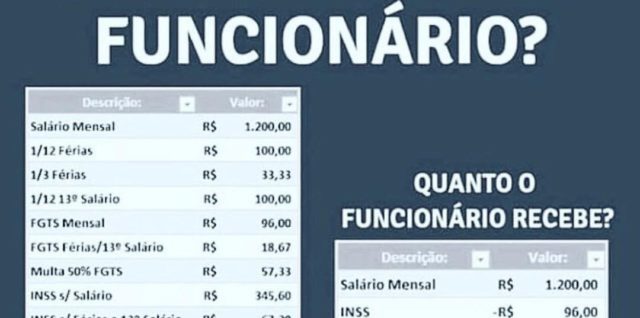 FUNCIONÁRIO?
Descrição: Valor:
Salário Mensal R$ 1.200,00
1/12 Férias R$ 100,00
1/3 Férias R$ 33,33
1/12 13º Salário R$ 100,00
FGTS Mensal R$ 96,00
FGTS Férias/13º Salário R$ 18,67
Multa 50% FGTS R$ 57,33
INSS s/ Salário R$ 345,60
QUANTO O
FUNCIONÁRIO RECEBE?
Descrição: Valor:
Salário Mensal R$ 1.200,00
INSS -R$ 96,00